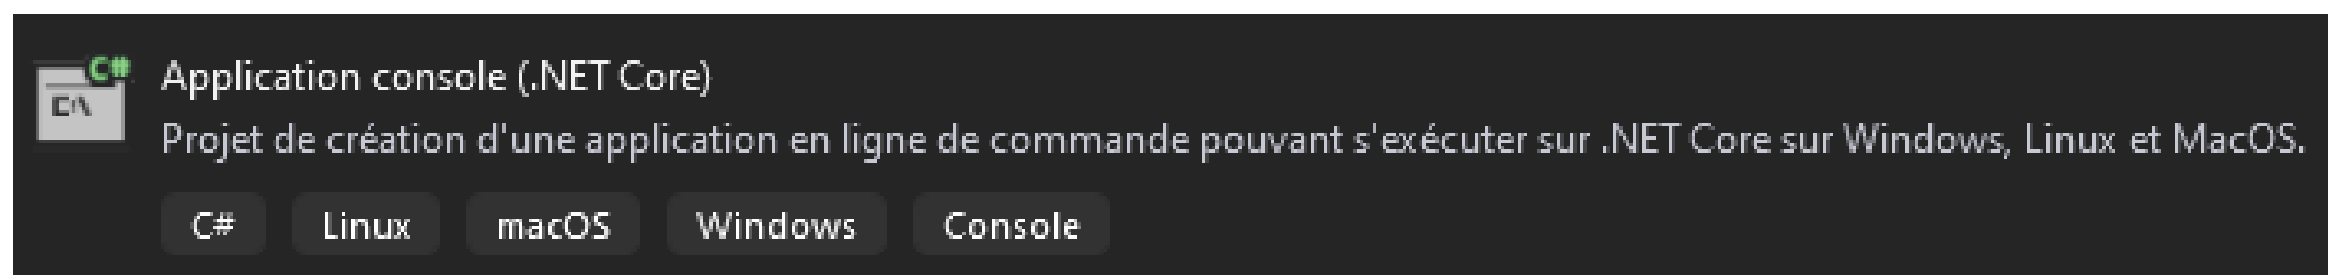 C#
C:\
Application console (.NET Core)
Projet de création d'une application en ligne de commande pouvant s'exécuter sur .NET Core sur Windows, Linux et MacOS.
C# Linux macOS Windows Console